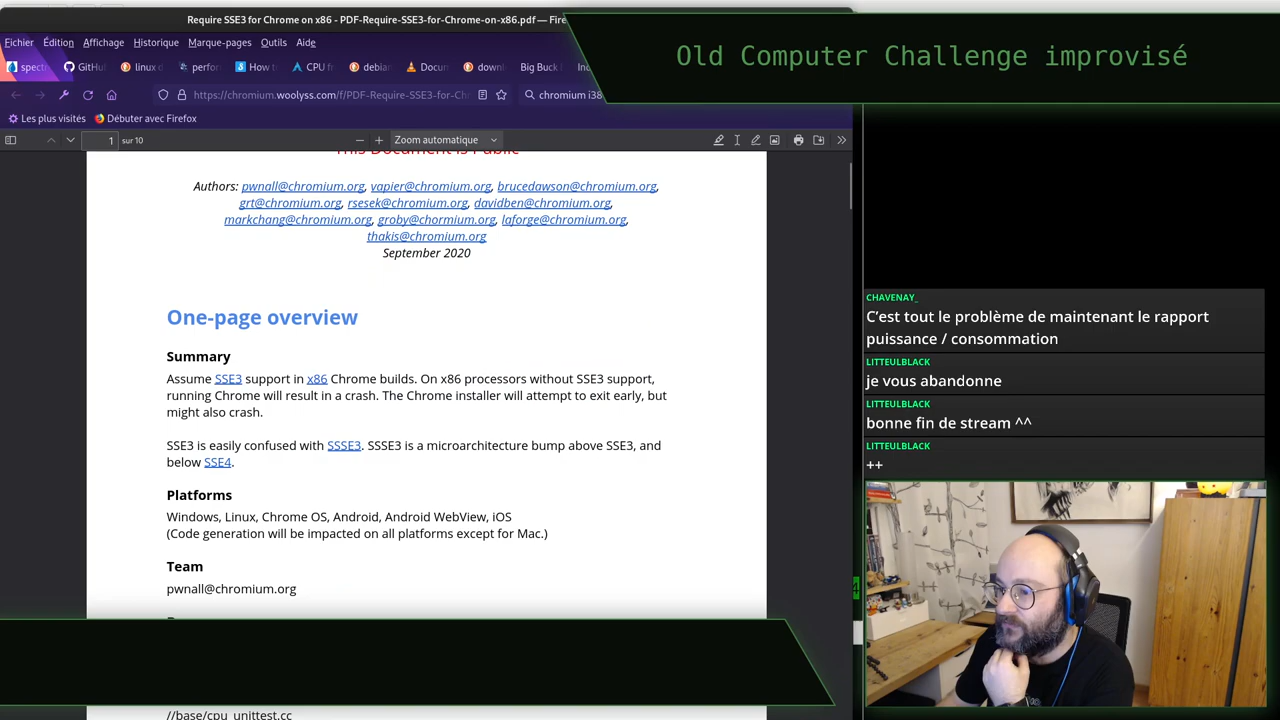 Require SSE3 for Chrome on x86 - PDF-Require-SSE3-for-Chrome-on-x86.pdf — Fire
Old Computer Challenge improvisé
Fichier Édition Affichage Historique Marque-pages Outils Aide
spect GitHu linux d perfor How t CPU f debia Docu down Big Buck
https://chromium.woolyss.com/f/PDF-Require-SSE3-for-Chr chromium i38
Les plus visités Débuter avec Firefox
1 sur 10 Zoom automatique
This Document is Public
Authors: pwnall@chromium.org, vapier@chromium.org, brucedawson@chromium.org,
grt@chromium.org, rsesek@chromium.org, davidben@chromium.org,
markchang@chromium.org, groby@chormium.org, laforge@chromium.org,
thakis@chromium.org
September 2020
One-page overview
Summary
Assume SSE3 support in x86 Chrome builds. On x86 processors without SSE3 support,
running Chrome will result in a crash. The Chrome installer will attempt to exit early, but
might also crash.
SSE3 is easily confused with SSSE3. SSSE3 is a microarchitecture bump above SSE3, and
below SSE4.
Platforms
Windows, Linux, Chrome OS, Android, Android WebView, iOS
(Code generation will be impacted on all platforms except for Mac.)
Team
pwnall@chromium.org
//base/cpu_unittest.cc
CHAVENAY_
C'est tout le problème de maintenant le rapport
puissance / consommation
LITTEULBLACK
je vous abandonne
LITTEULBLACK
bonne fin de stream ^^
LITTEULBLACK
++